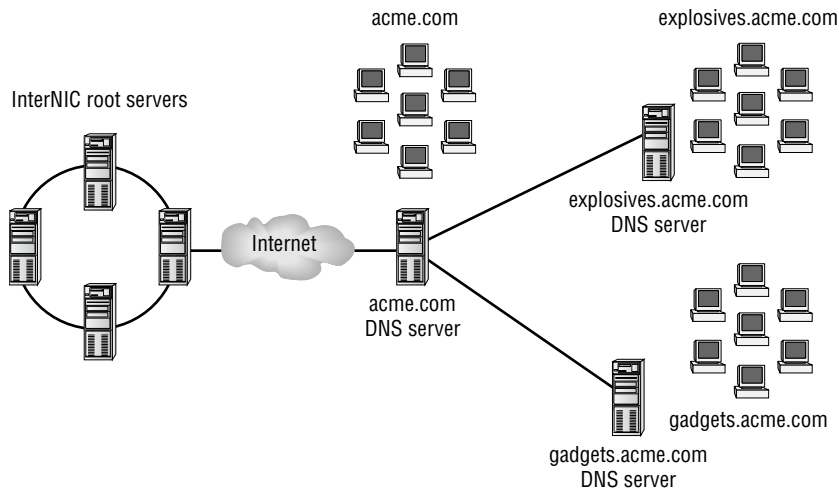 acme.com
explosives.acme.com
InterNIC root servers
explosives.acme.com
DNS server
Internet
acme.com
DNS server
gadgets.acme.com
gadgets.acme.com
DNS server